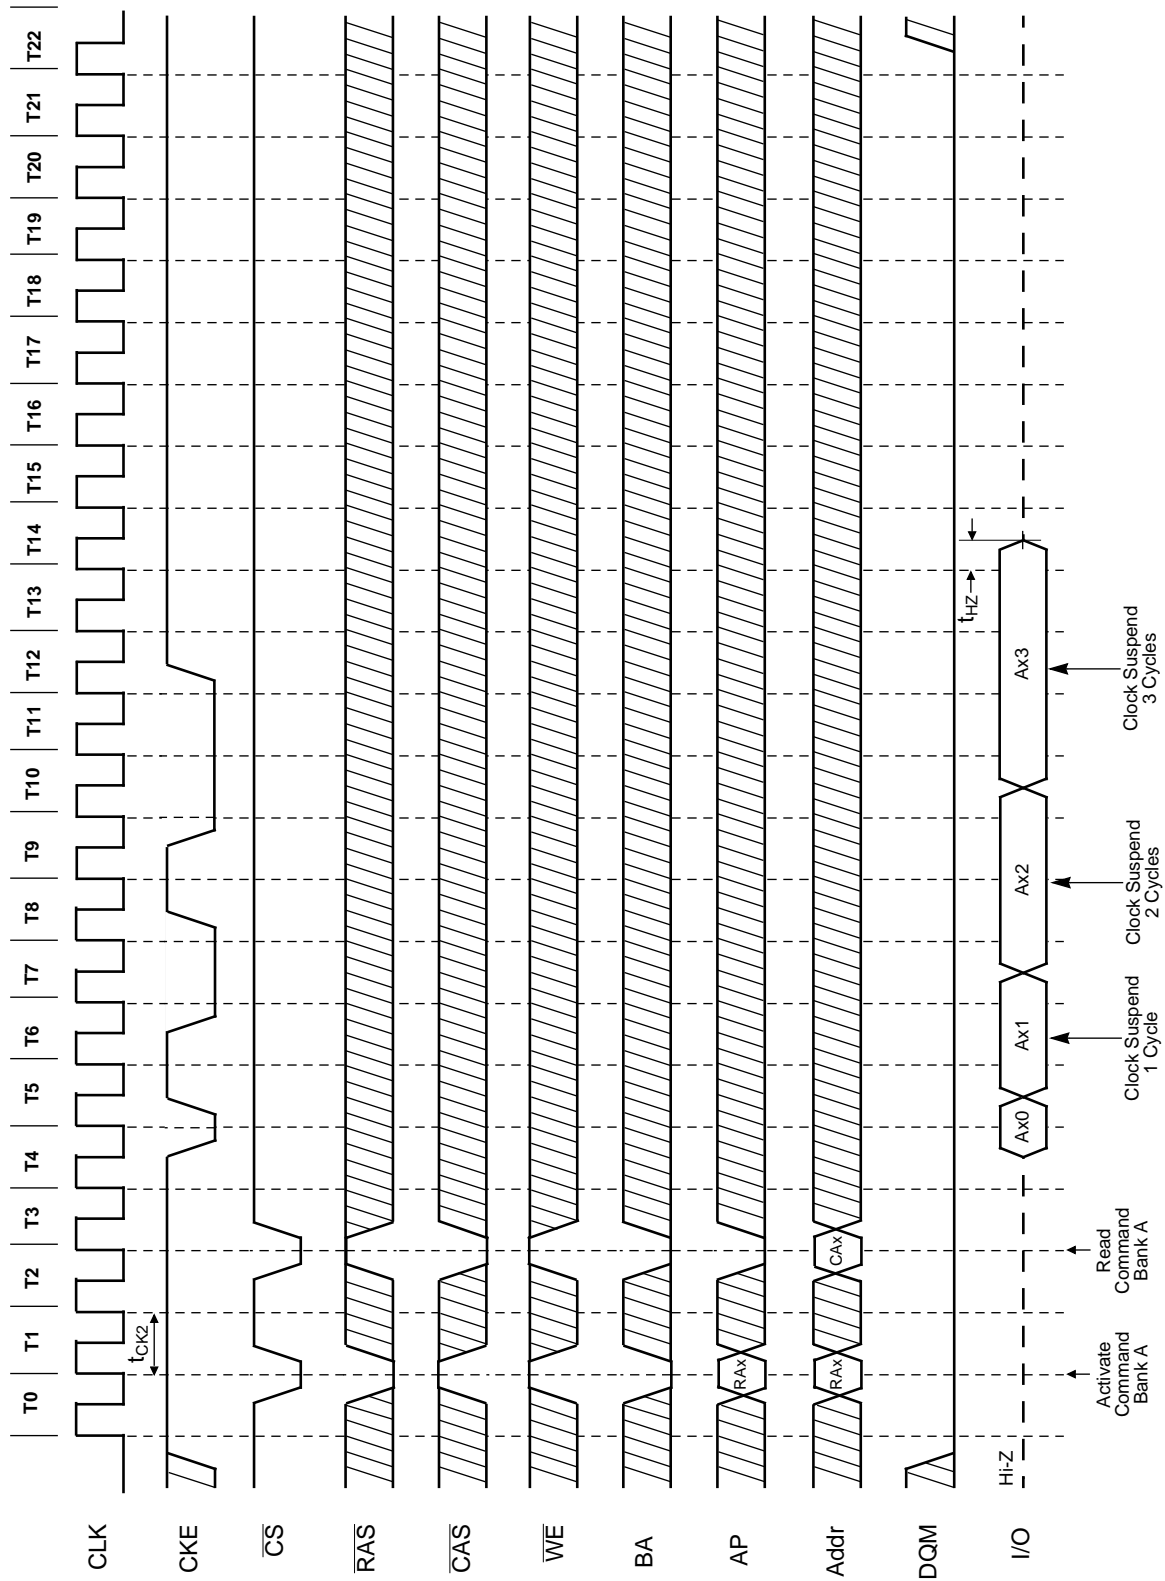 T0 T1 T2 T3 T4 T5 T6 T7 T8 T9 T10 T11 T12 T13 T14 T15 T16 T17 T18 T19 T20 T21 T22
CLK
tCK2
CKE
CS
RAS
CAS
WE
BA
AP
RAx
Addr
RAx CAx
DQM
tHZ
I/O
Hi-Z
Ax0 Ax1 Ax2 Ax3
Activate
Command
Bank A
Read
Command
Bank A
Clock Suspend
1 Cycle
Clock Suspend
2 Cycles
Clock Suspend
3 Cycles